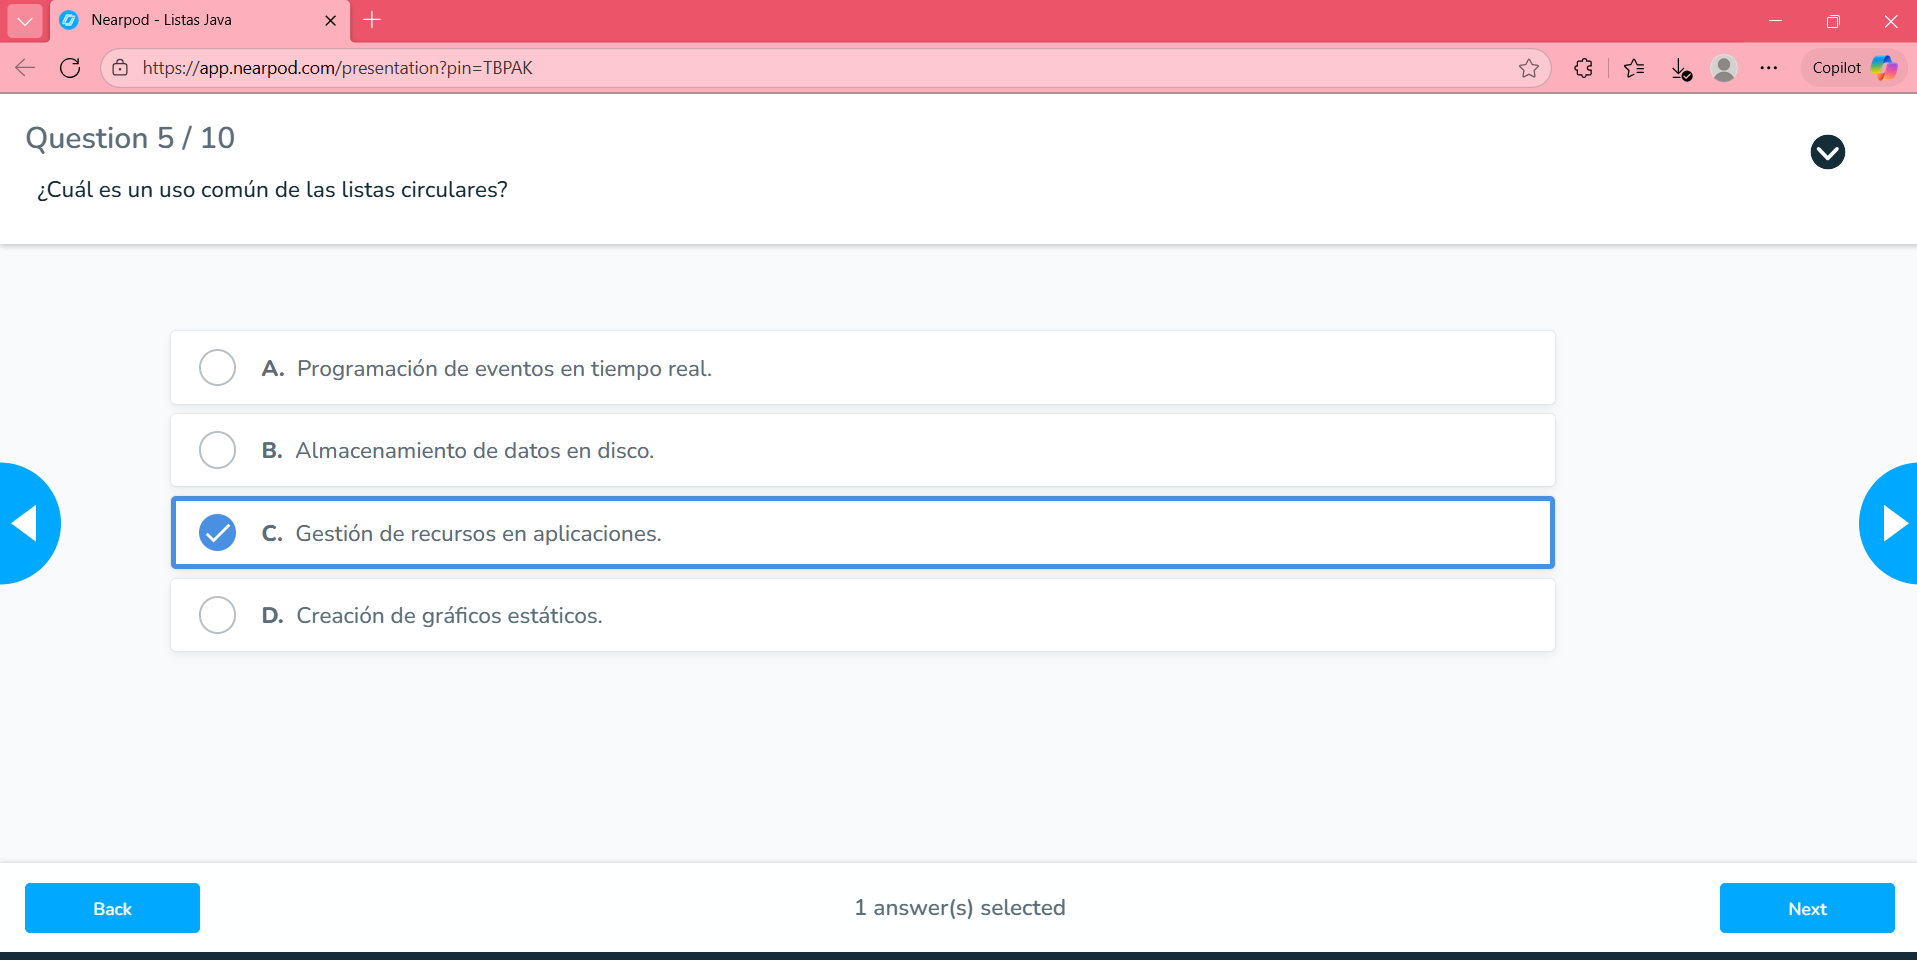 Nearpod - Listas Java
https://app.nearpod.com/presentation?pin=TBPAK
Copilot
Question 5 / 10
¿Cuál es un uso común de las listas circulares?
A. Programación de eventos en tiempo real.
B. Almacenamiento de datos en disco.
C. Gestión de recursos en aplicaciones.
D. Creación de gráficos estáticos.
Back
1 answer(s) selected
Next